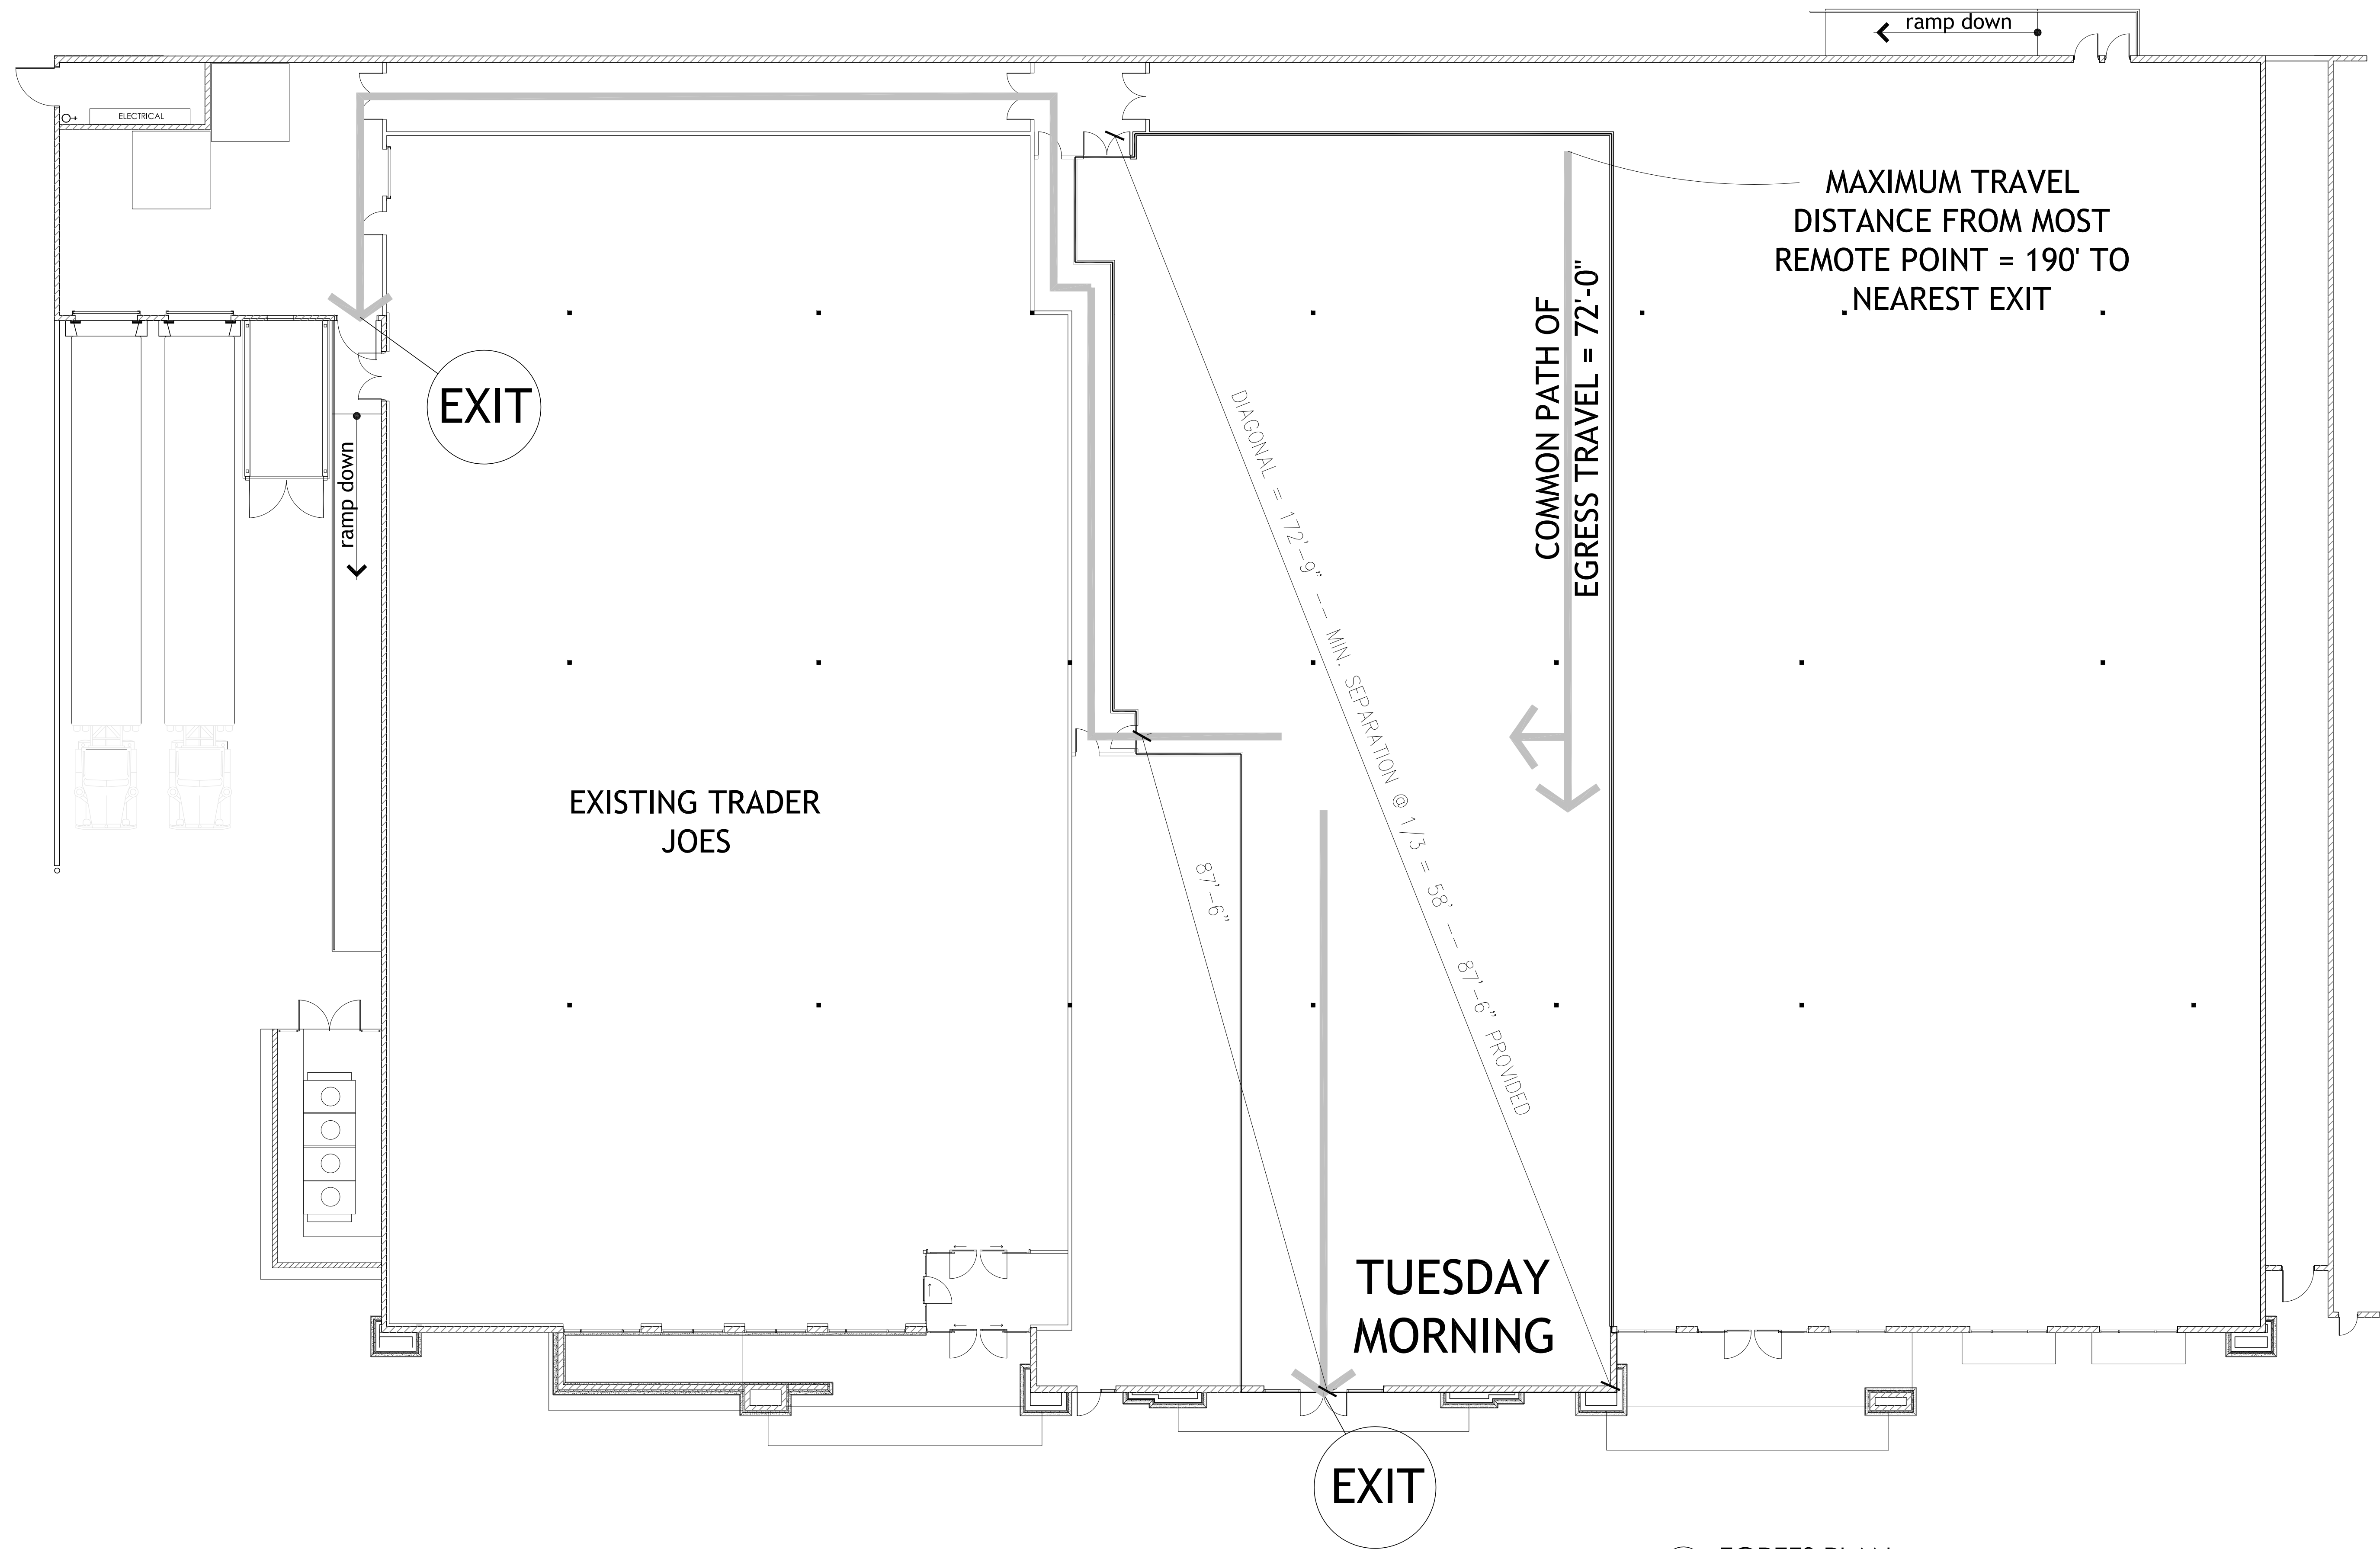 ramp down
ELECTRICAL
MAXIMUM TRAVEL
DISTANCE FROM MOST
REMOTE POINT = 190' TO
NEAREST EXIT
COMMON PATH OF
EGRESS TRAVEL = 72'-0"
EXIT
ramp down
DIAGONAL = 172'-9" --- MIN. SEPARATION @ 1/3 = 58' --- 87'-6" PROVIDED
EXISTING TRADER
JOES
87'-6"
TUESDAY
MORNING
EXIT